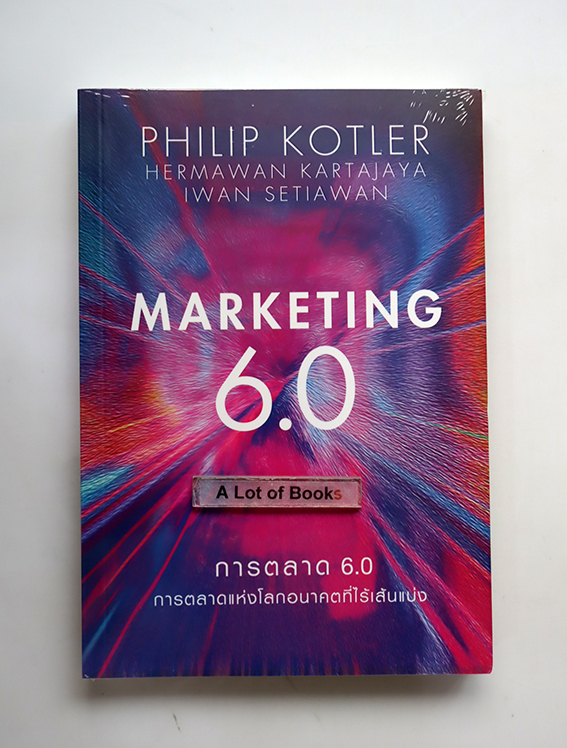 PHILIP KOTLER
HERMAWAN KARTAJAYA
IWAN SETIAWAN
MARKETING
6.0
A Lot of Books
การตลาด 6.0
การตลาดแห่งโลกอนาคตที่ไร้เส้นแบ่ง